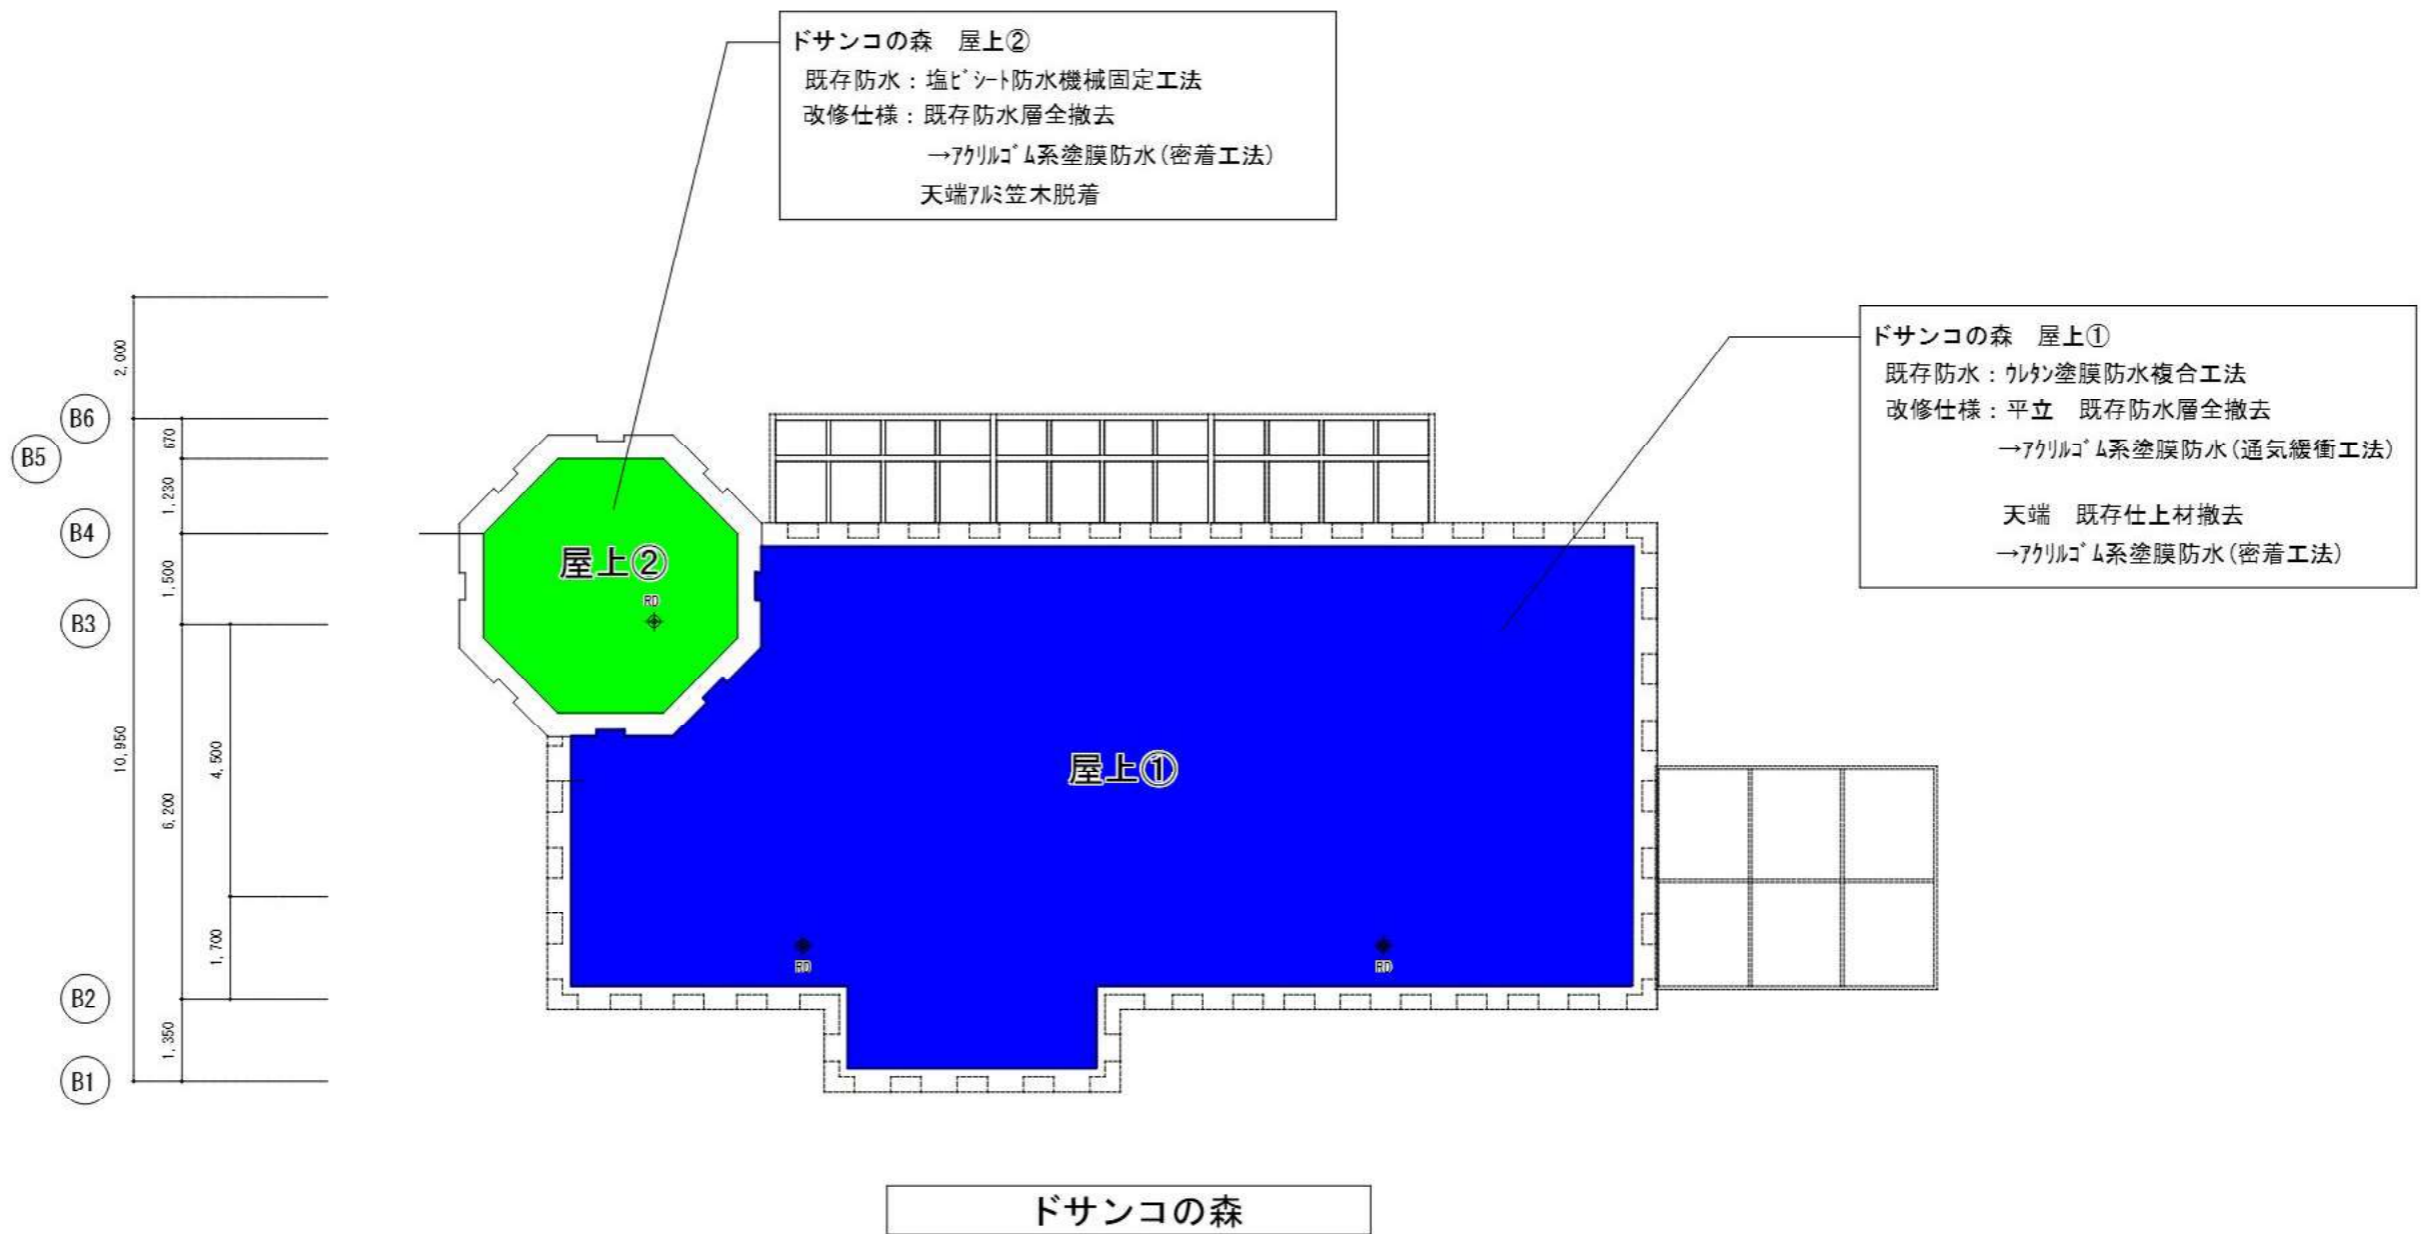 ドサンコの森　屋上②
既存防水：塩ﾋﾞｼｰﾄ防水機械固定工法
改修仕様：既存防水層全撤去
→ｱｸﾘﾙｺﾞﾑ系塗膜防水(密着工法)
天端ｱﾙﾐ笠木脱着
ドサンコの森　屋上①
既存防水：ｳﾚﾀﾝ塗膜防水複合工法
改修仕様：平立　既存防水層全撤去
→ｱｸﾘﾙｺﾞﾑ系塗膜防水(通気緩衝工法)
天端　既存仕上材撤去
→ｱｸﾘﾙｺﾞﾑ系塗膜防水(密着工法)
2,000
B6
670
B5
1,230
B4
1,500
B3
10,950
6,200
4,500
1,700
B2
1,350
B1
屋上②
RD
屋上①
RD
RD
ドサンコの森